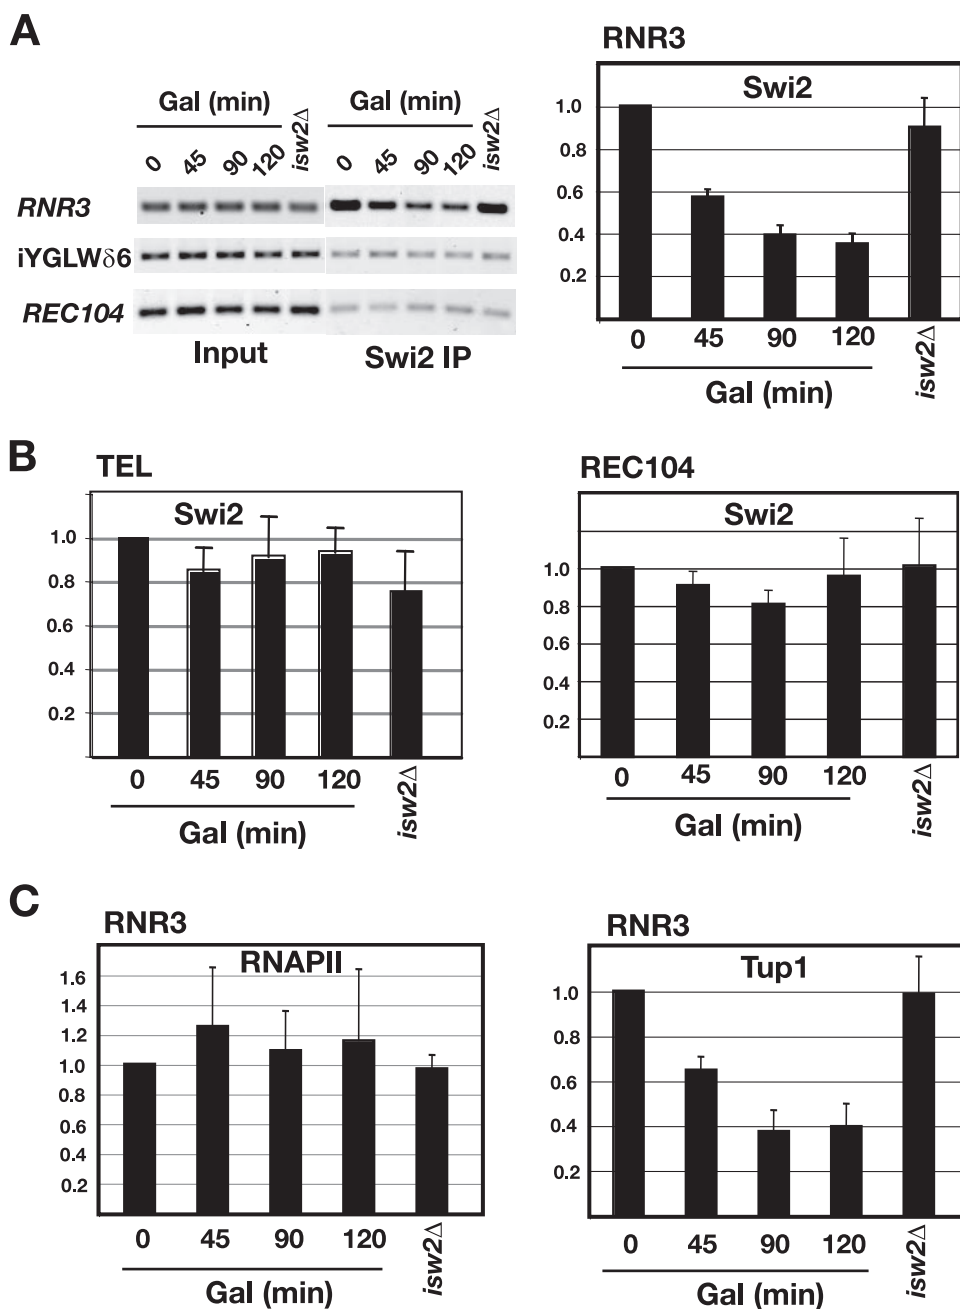 A
Gal (min) Gal (min)
0 45 90 120 isw2Δ 0 45 90 120 isw2Δ
RNR3
iYGLWδ6
REC104
Input Swi2 IP
RNR3
Swi2
1.0
0.8
0.6
0.4
0.2
0 45 90 120 isw2Δ
Gal (min)
B
TEL
Swi2
1.0
0.8
0.6
0.4
0.2
0 45 90 120 isw2Δ
Gal (min)
REC104
Swi2
1.0
0.8
0.6
0.4
0.2
0 45 90 120 isw2Δ
Gal (min)
C
RNR3
RNAPII
1.6
1.4
1.2
1.0
0.8
0.6
0.4
0.2
0 45 90 120 isw2Δ
Gal (min)
RNR3
Tup1
1.0
0.8
0.6
0.4
0.2
0 45 90 120 isw2Δ
Gal (min)